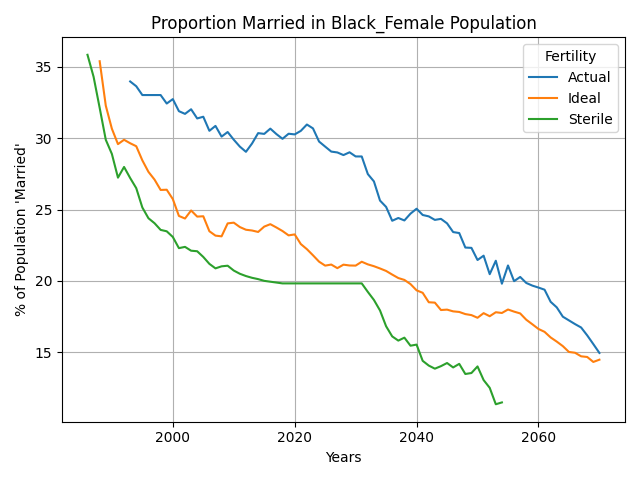 Proportion Married in Black_Female Population
% of Population 'Married'
35
30
25
20
15
2000
2020
2040
2060
Years
Fertility
Actual
Ideal
Sterile